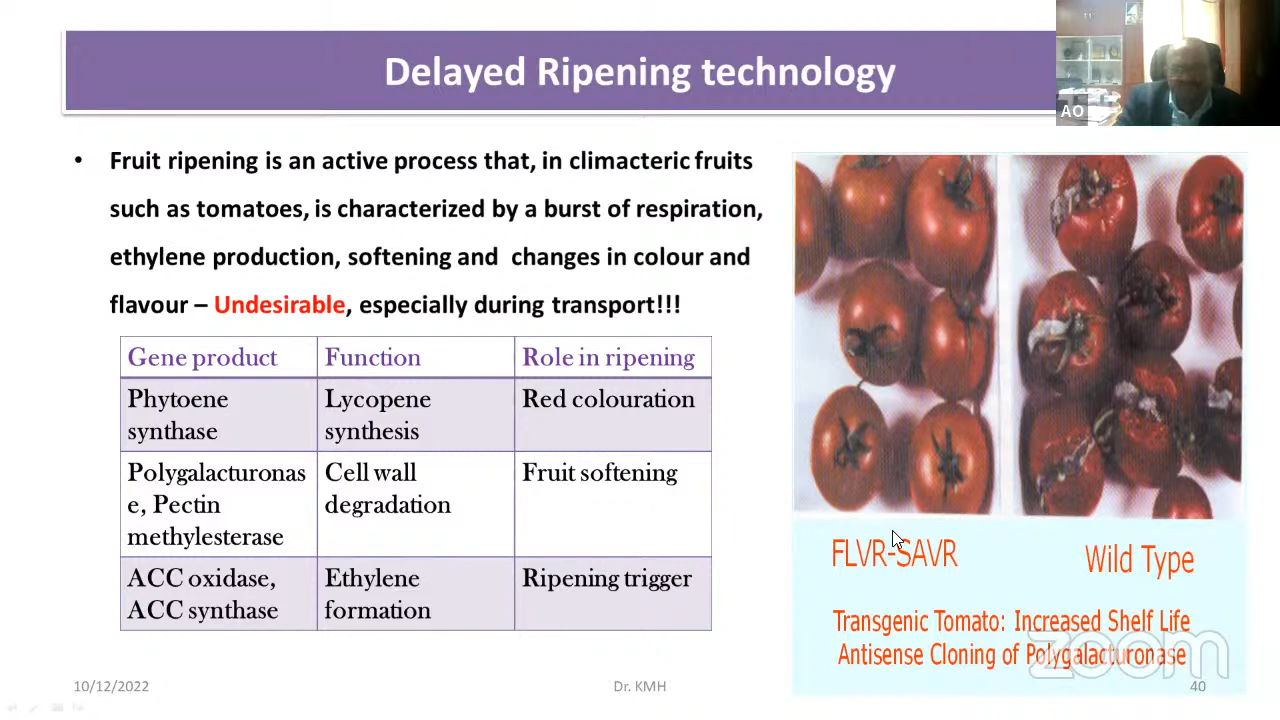 Delayed Ripening technology
AO
• Fruit ripening is an active process that, in climacteric fruits
such as tomatoes, is characterized by a burst of respiration,
ethylene production, softening and changes in colour and
flavour – Undesirable, especially during transport!!!
Gene product Function Role in ripening
Phytoene Lycopene Red colouration
synthase synthesis
Polygalacturonas Cell wall Fruit softening
e, Pectin degradation
methylesterase
ACC oxidase, Ethylene Ripening trigger
ACC synthase formation
FLVR-SAVR Wild Type
Transgenic Tomato: Increased Shelf Life
Antisense Cloning of Polygalacturonase
zoom
10/12/2022 Dr. KMH 40